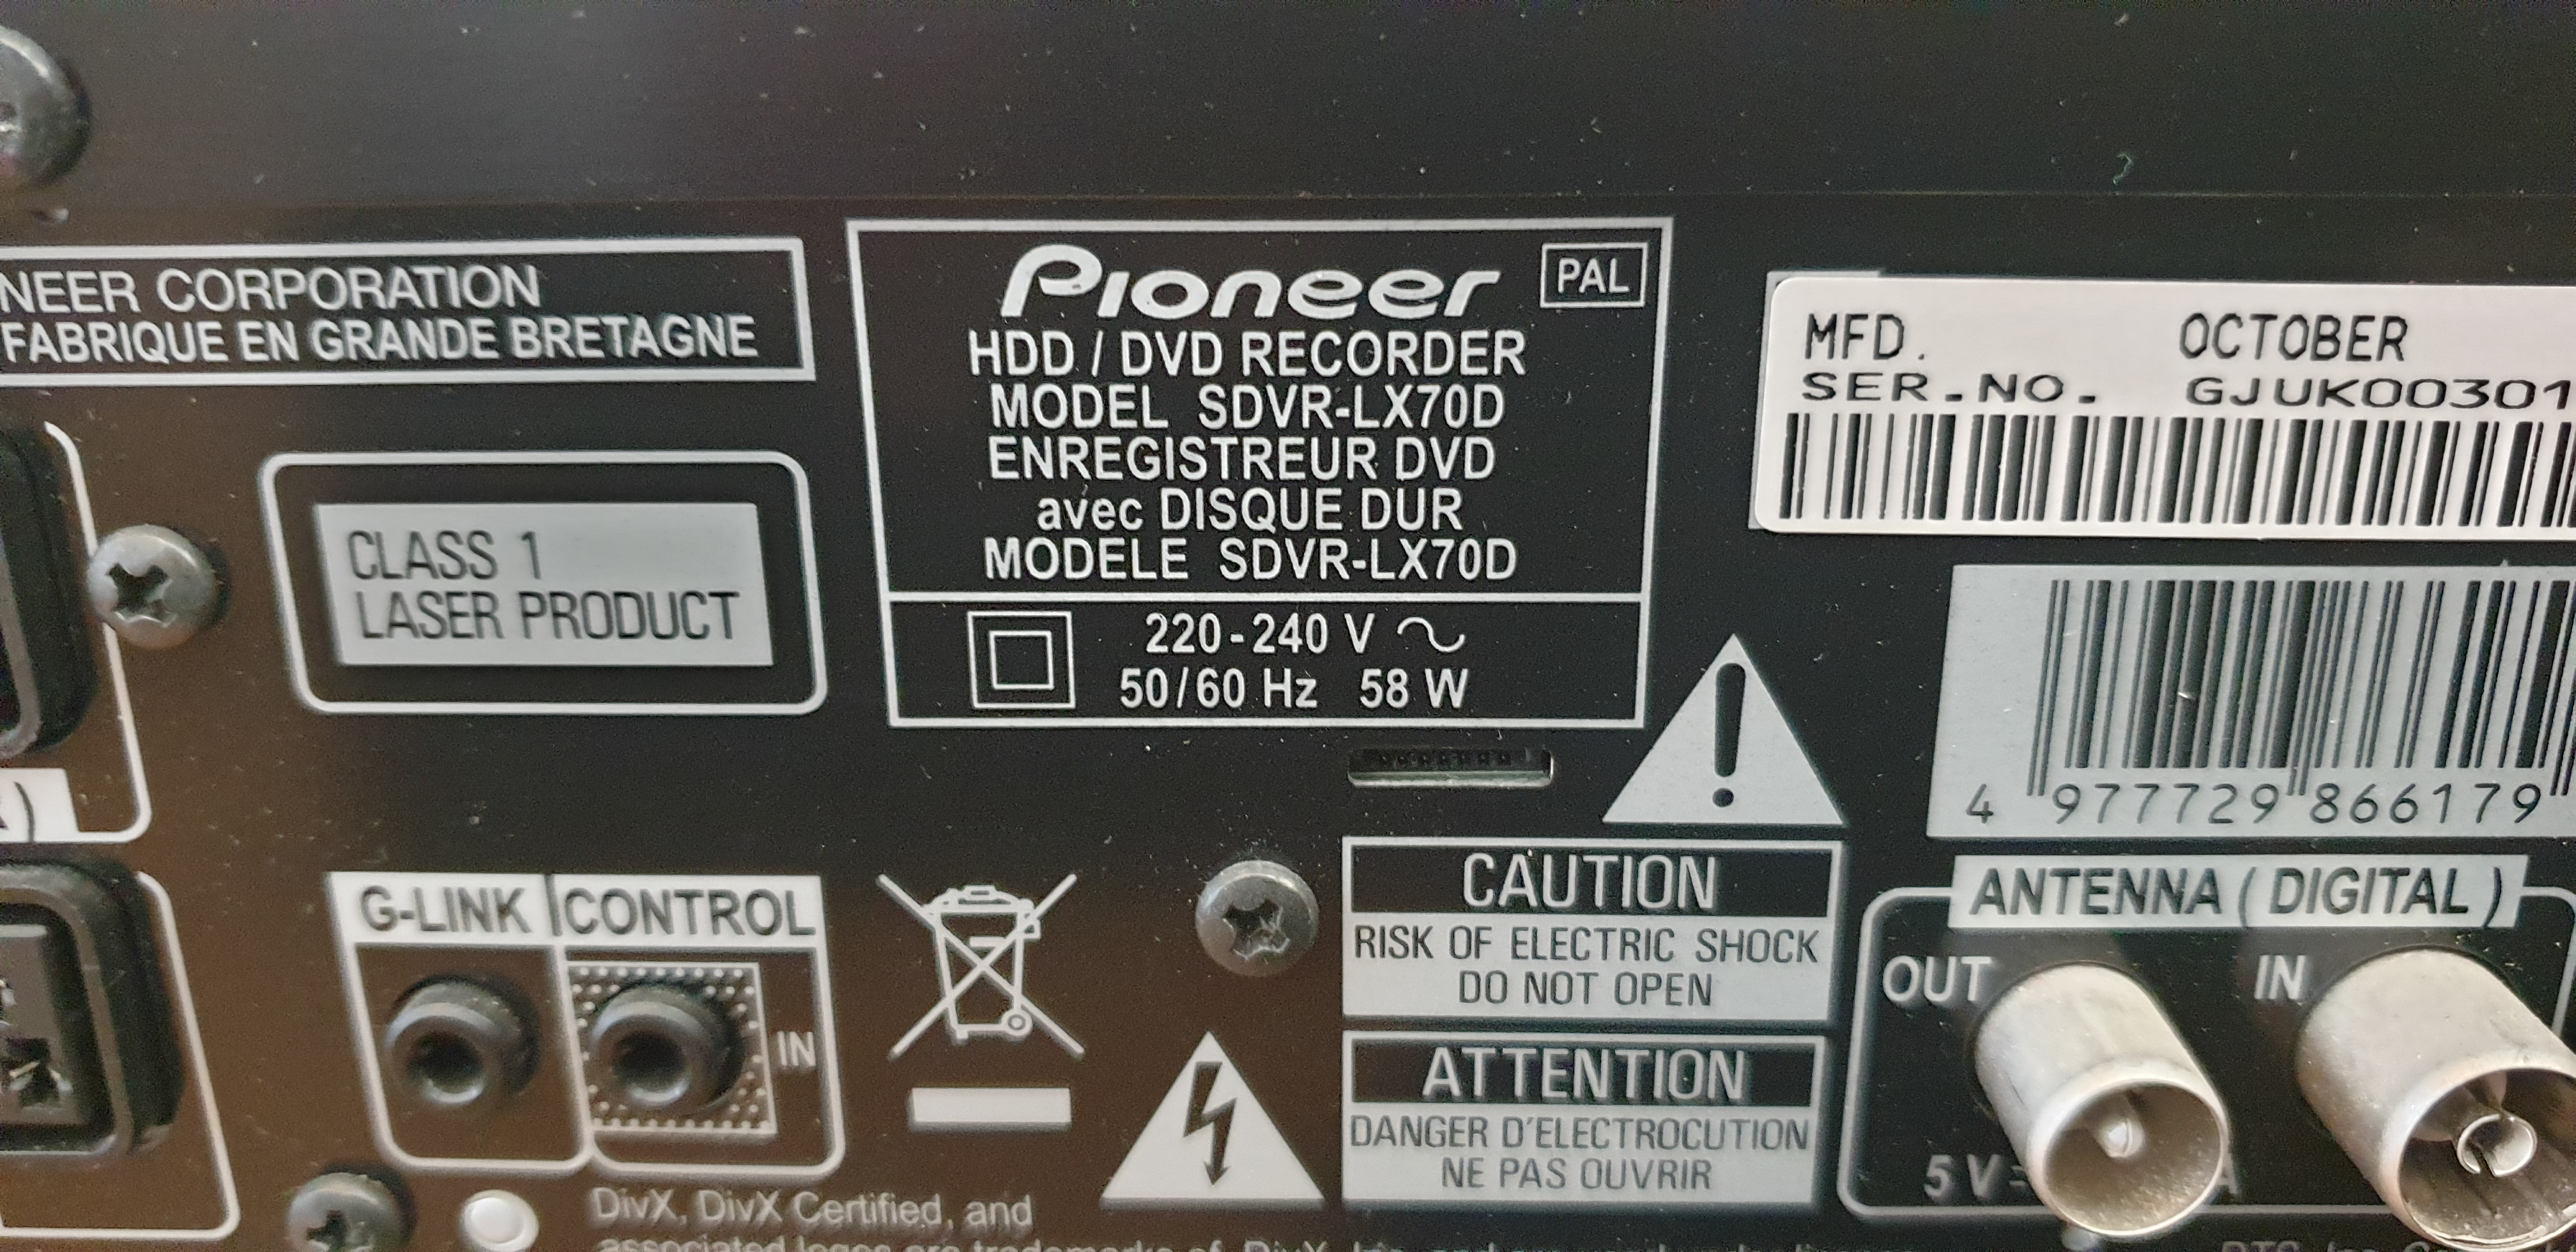 NEER CORPORATION
FABRIQUE EN GRANDE BRETAGNE
CLASS 1
LASER PRODUCT
Pioneer
PAL
HDD / DVD RECORDER
MODEL SDVR-LX70D
ENREGISTREUR DVD
avec DISQUE DUR
MODELE SDVR-LX70D
220-240 V
50/60 Hz 58 W
MFD. OCTOBER
SER.NO. GJUK00301
4 977729 866179
G-LINK CONTROL
IN
CAUTION
RISK OF ELECTRIC SHOCK
DO NOT OPEN
ATTENTION
DANGER D'ELECTROCUTION
NE PAS OUVRIR
ANTENNA ( DIGITAL )
OUT IN
5 V
DivX, DivX Certified, and